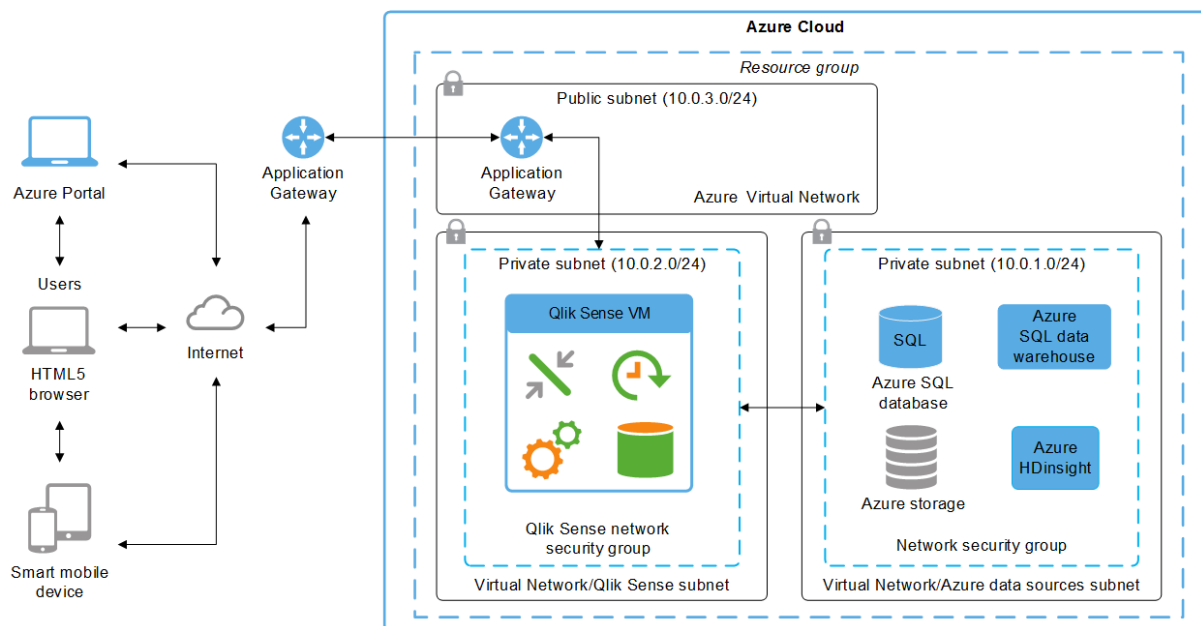 Azure Cloud
Resource group
Public subnet (10.0.3.0/24)
Azure Portal
Application
Gateway
Application
Gateway
Azure Virtual Network
Users
HTML5
browser
Internet
Smart mobile
device
Private subnet (10.0.2.0/24)
Qlik Sense VM
Qlik Sense network
security group
Virtual Network/Qlik Sense subnet
Private subnet (10.0.1.0/24)
SQL
Azure SQL
database
Azure
SQL data
warehouse
Azure storage
Azure
HDinsight
Network security group
Virtual Network/Azure data sources subnet